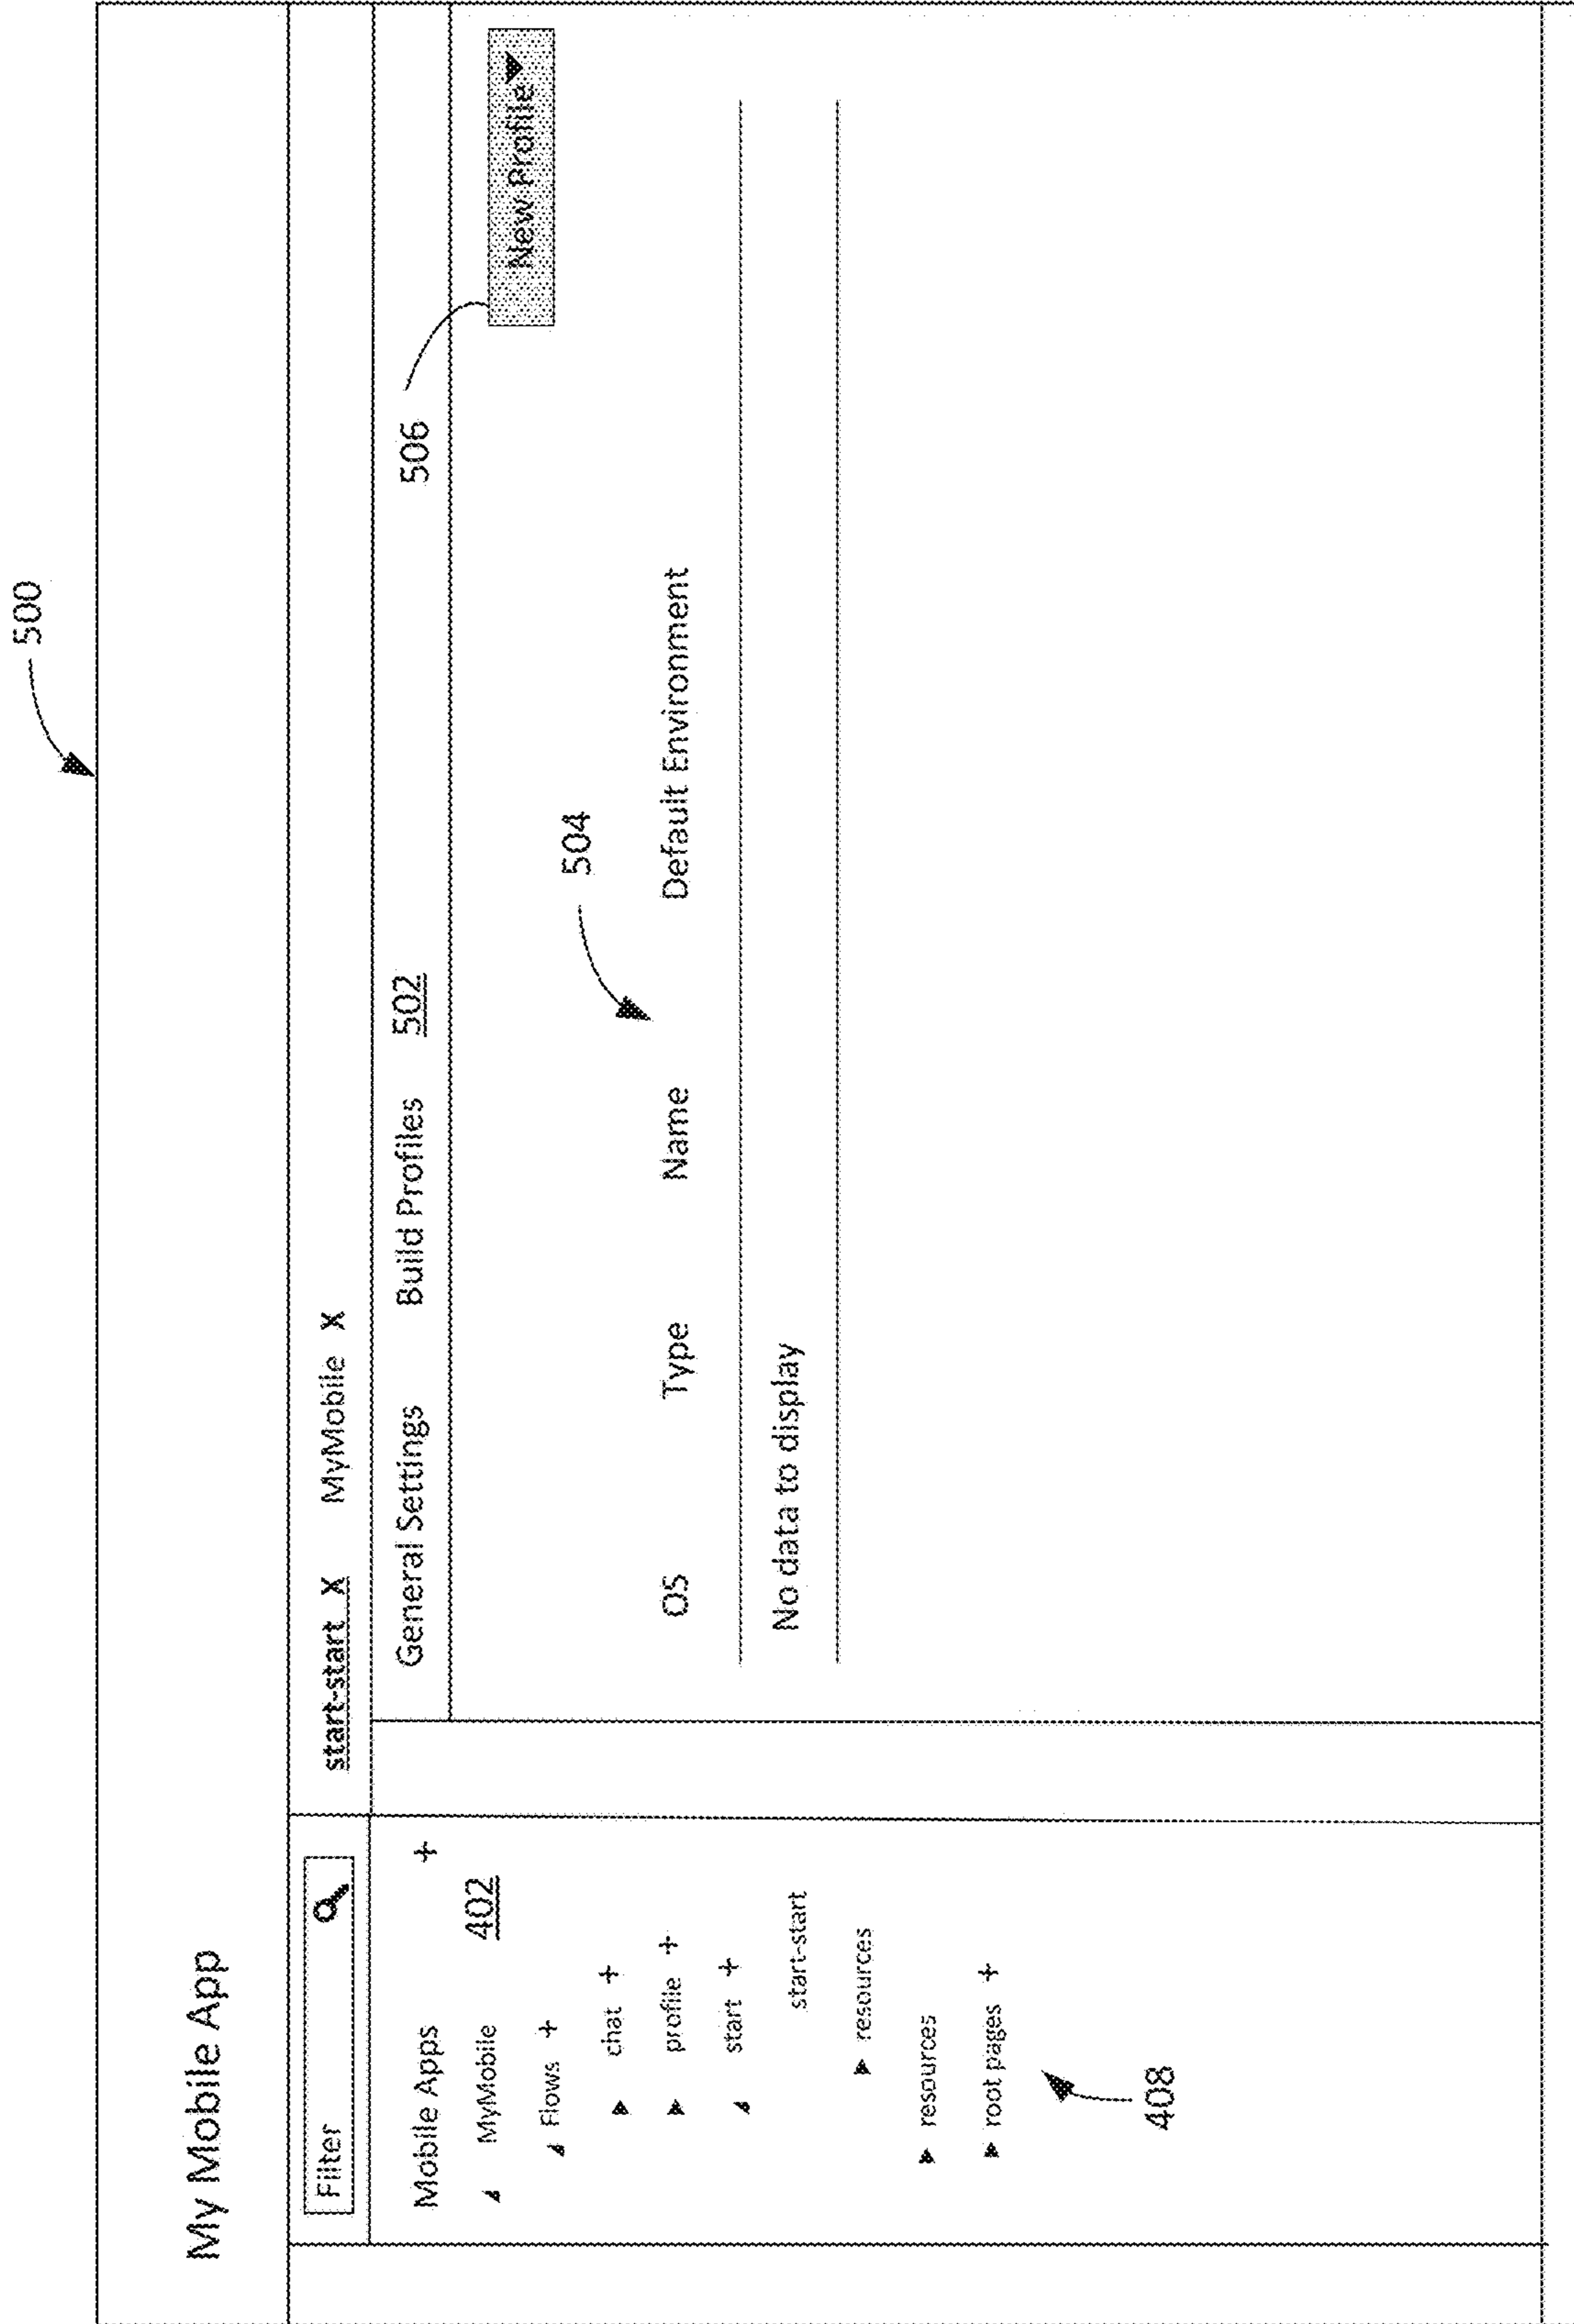 500
My Mobile App
Filter
start-start X MyMobile X
Mobile Apps +
General Settings Build Profiles 502 506
MyMobile 402
New Profile
Flows +
504
chat +
profile +
OS Type Name Default Environment
start +
start-start
No data to display
resources
resources
root pages +
408